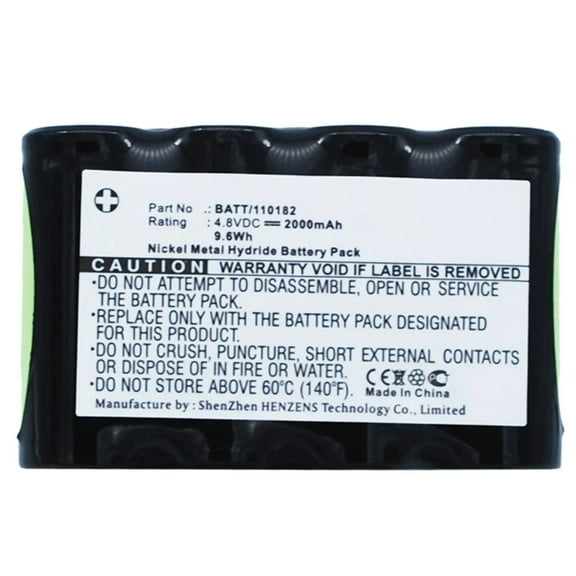 Part No .: BATT/110182
Rating : 4.8VDC ⎓ 2000mAh
9.6Wh
Nickel Metal Hydride Battery Pack
CAUTION WARRANTY VOID IF LABEL IS REMOVED
•DO NOT ATTEMPT TO DISASSEMBLE, OPEN OR SERVICE
THE BATTERY PACK.
•REPLACE ONLY WITH THE BATTERY PACK DESIGNATED
FOR THIS PRODUCT.
•DO NOT CRUSH, PUNCTURE, SHORT EXTERNAL CONTACTS
OR DISPOSE OF IN FIRE OR WATER.
•DO NOT STORE ABOVE 60°C (140°F).
CE
Made In China
Manufacturer by : ShenZhen HENZENS Technology Co., Limited